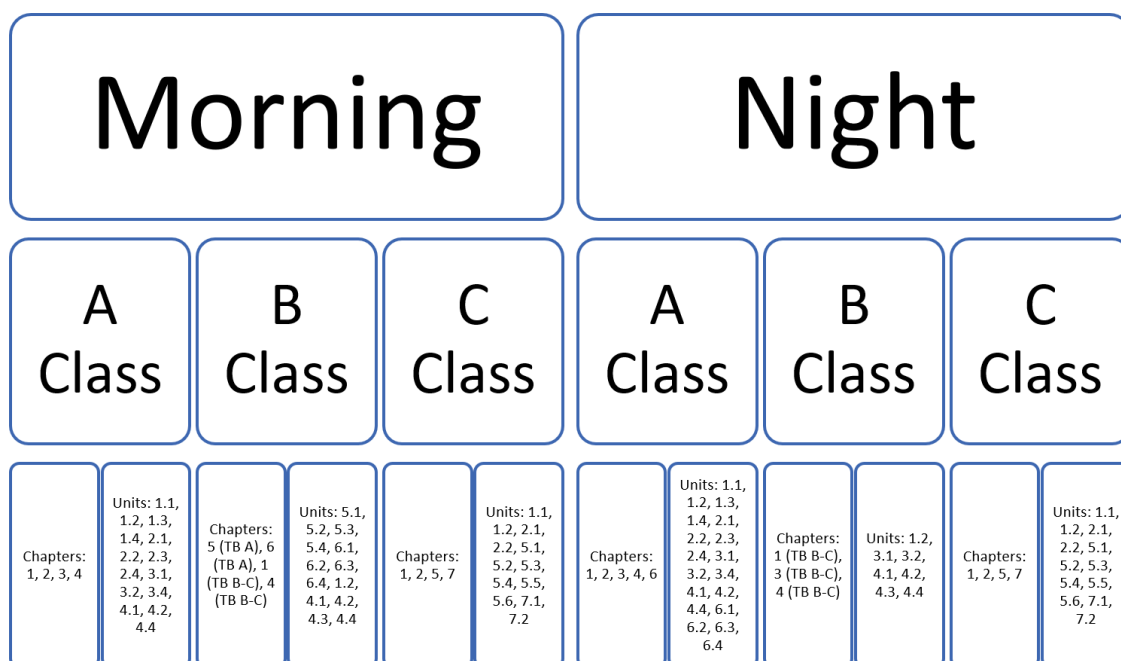 Morning
Night
A
Class
B
Class
C
Class
A
Class
B
Class
C
Class
Chapters:
1, 2, 3, 4
Units: 1.1,
1.2, 1.3,
1.4, 2.1,
2.2, 2.3,
2.4, 3.1,
3.2, 3.4,
4.1, 4.2,
4.4
Chapters:
5 (TB A), 6
(TB A), 1
(TB B-C), 4
(TB B-C)
Units: 5.1,
5.2, 5.3,
5.4, 6.1,
6.2, 6.3,
6.4, 1.2,
4.1, 4.2,
4.3, 4.4
Chapters:
1, 2, 5, 7
Units: 1.1,
1.2, 2.1,
2.2, 5.1,
5.2, 5.3,
5.4, 5.5,
5.6, 7.1,
7.2
Chapters:
1, 2, 3, 4, 6
Units: 1.1,
1.2, 1.3,
1.4, 2.1,
2.2, 2.3,
2.4, 3.1,
3.2, 3.4,
4.1, 4.2,
4.4, 6.1,
6.2, 6.3,
6.4
Chapters:
1 (TB B-C),
3 (TB B-C),
4 (TB B-C)
Units: 1.2,
3.1, 3.2,
4.1, 4.2,
4.3, 4.4
Chapters:
1, 2, 5, 7
Units: 1.1,
1.2, 2.1,
2.2, 5.1,
5.2, 5.3,
5.4, 5.5,
5.6, 7.1,
7.2